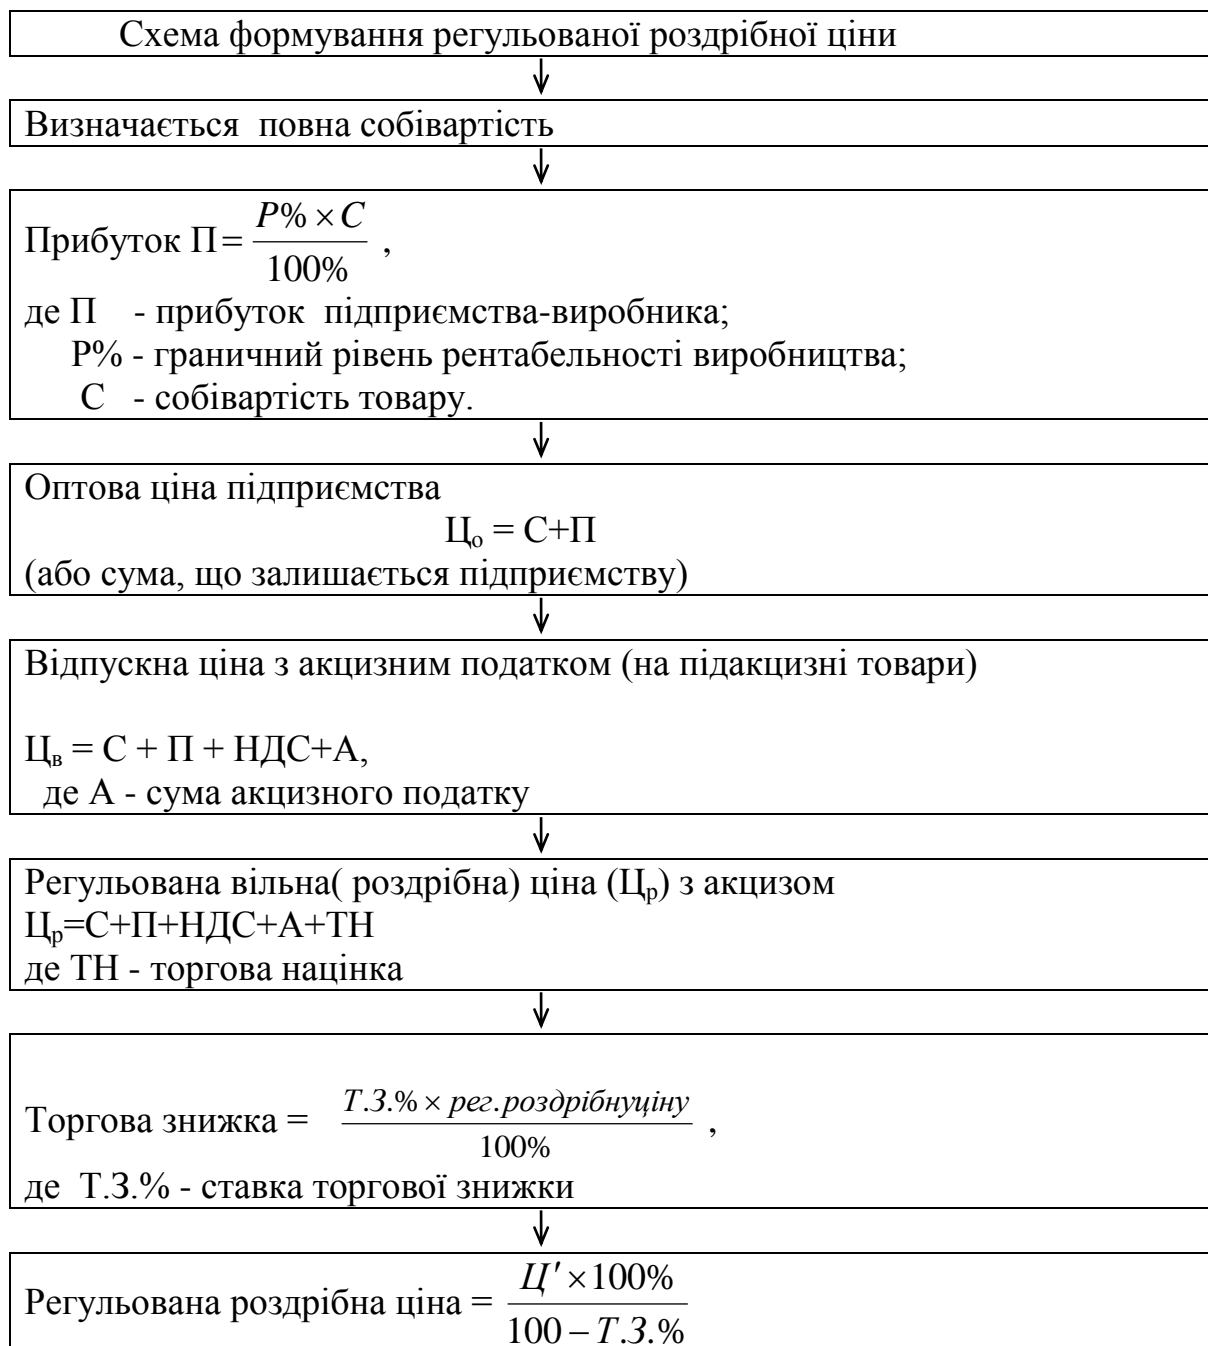 Схема формування регульованої роздрібної ціни
Визначається повна собівартість
Прибуток П= P% × C / 100% ,
де П - прибуток підприємства-виробника;
Р% - граничний рівень рентабельності виробництва;
С - собівартість товару.
Оптова ціна підприємства
Цо = С+П
(або сума, що залишається підприємству)
Відпускна ціна з акцизним податком (на підакцизні товари)
Цв = С + П + НДС+А,
де А - сума акцизного податку
Регульована вільна( роздрібна) ціна (Цр) з акцизом
Цр=С+П+НДС+А+ТН
де ТН - торгова націнка
Торгова знижка = Т.З.% × рег.роздрібнуціну / 100% ,
де Т.З.% - ставка торгової знижки
Регульована роздрібна ціна = Ц′ ×100% / 100 – Т.З.%